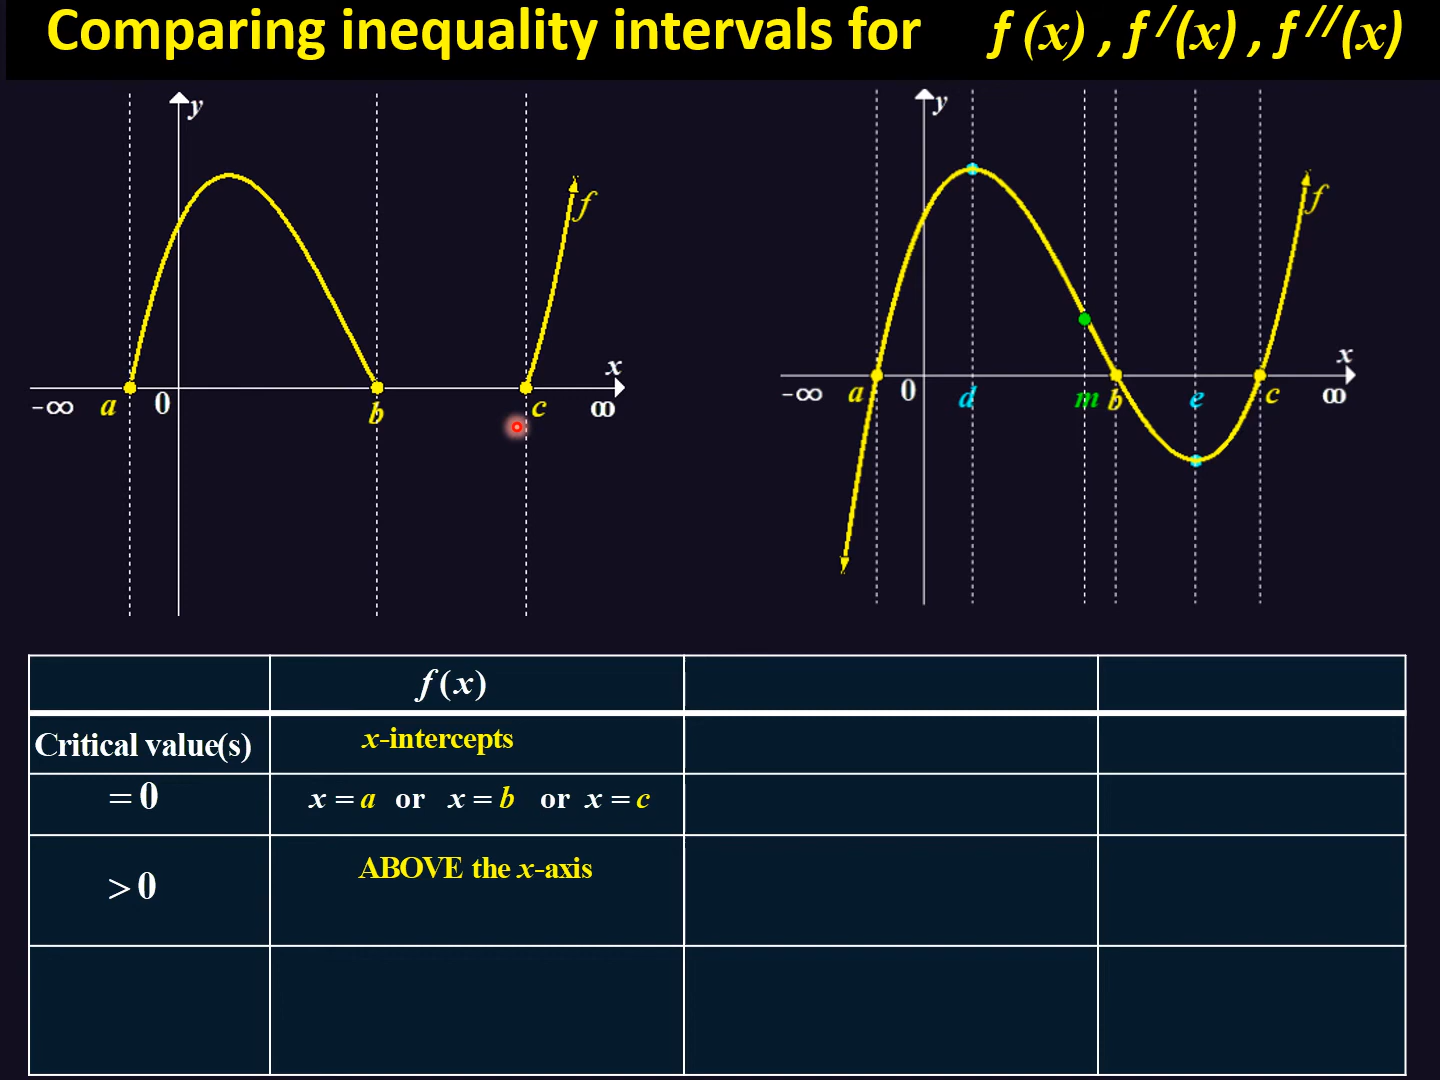 Comparing inequality intervals for f (x) , f /(x) , f //(x)
y
f
x
-∞ a 0 b c ∞
y
f
x
-∞ a 0 d m b e c ∞
f(x)
Critical value(s) x-intercepts
= 0 x = a or x = b or x = c
> 0 ABOVE the x-axis